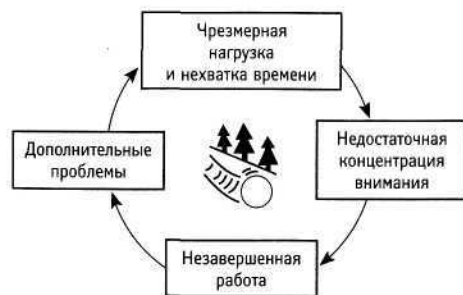 Чрезмерная
нагрузка
и нехватка времени
Недостаточная
концентрация
внимания
Незавершенная
работа
Дополнительные
проблемы